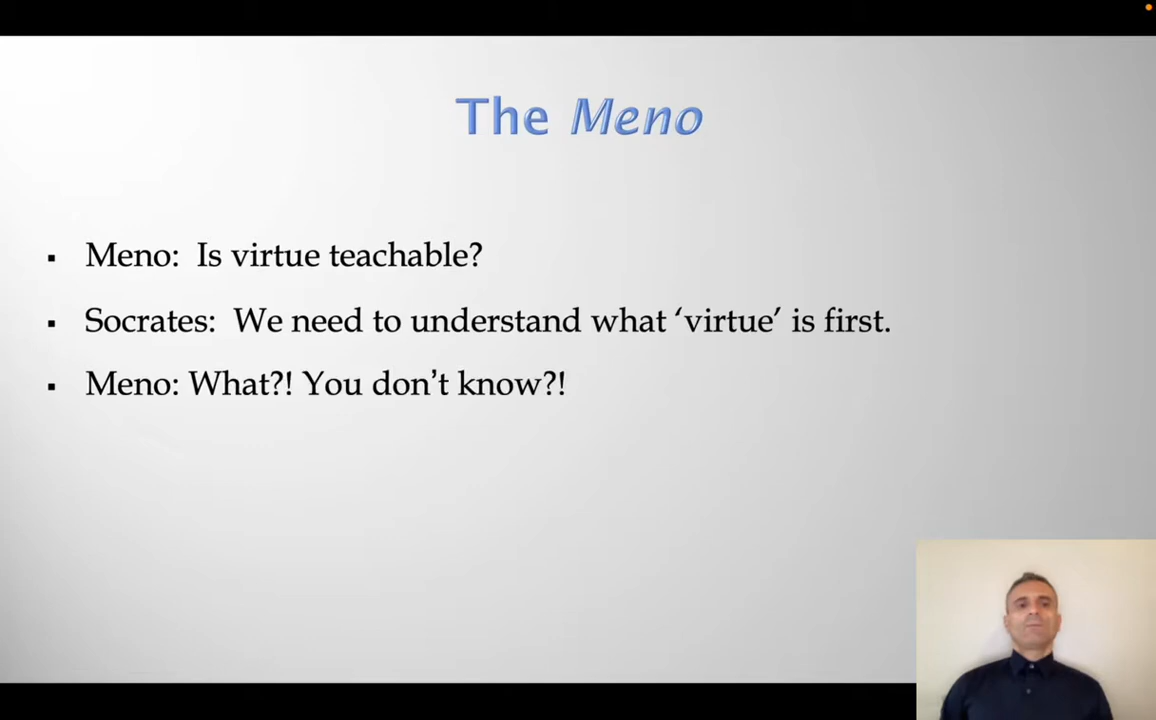 The Meno
▪ Meno:  Is virtue teachable?
▪ Socrates:  We need to understand what ‘virtue’ is first.
▪ Meno: What?! You don’t know?!